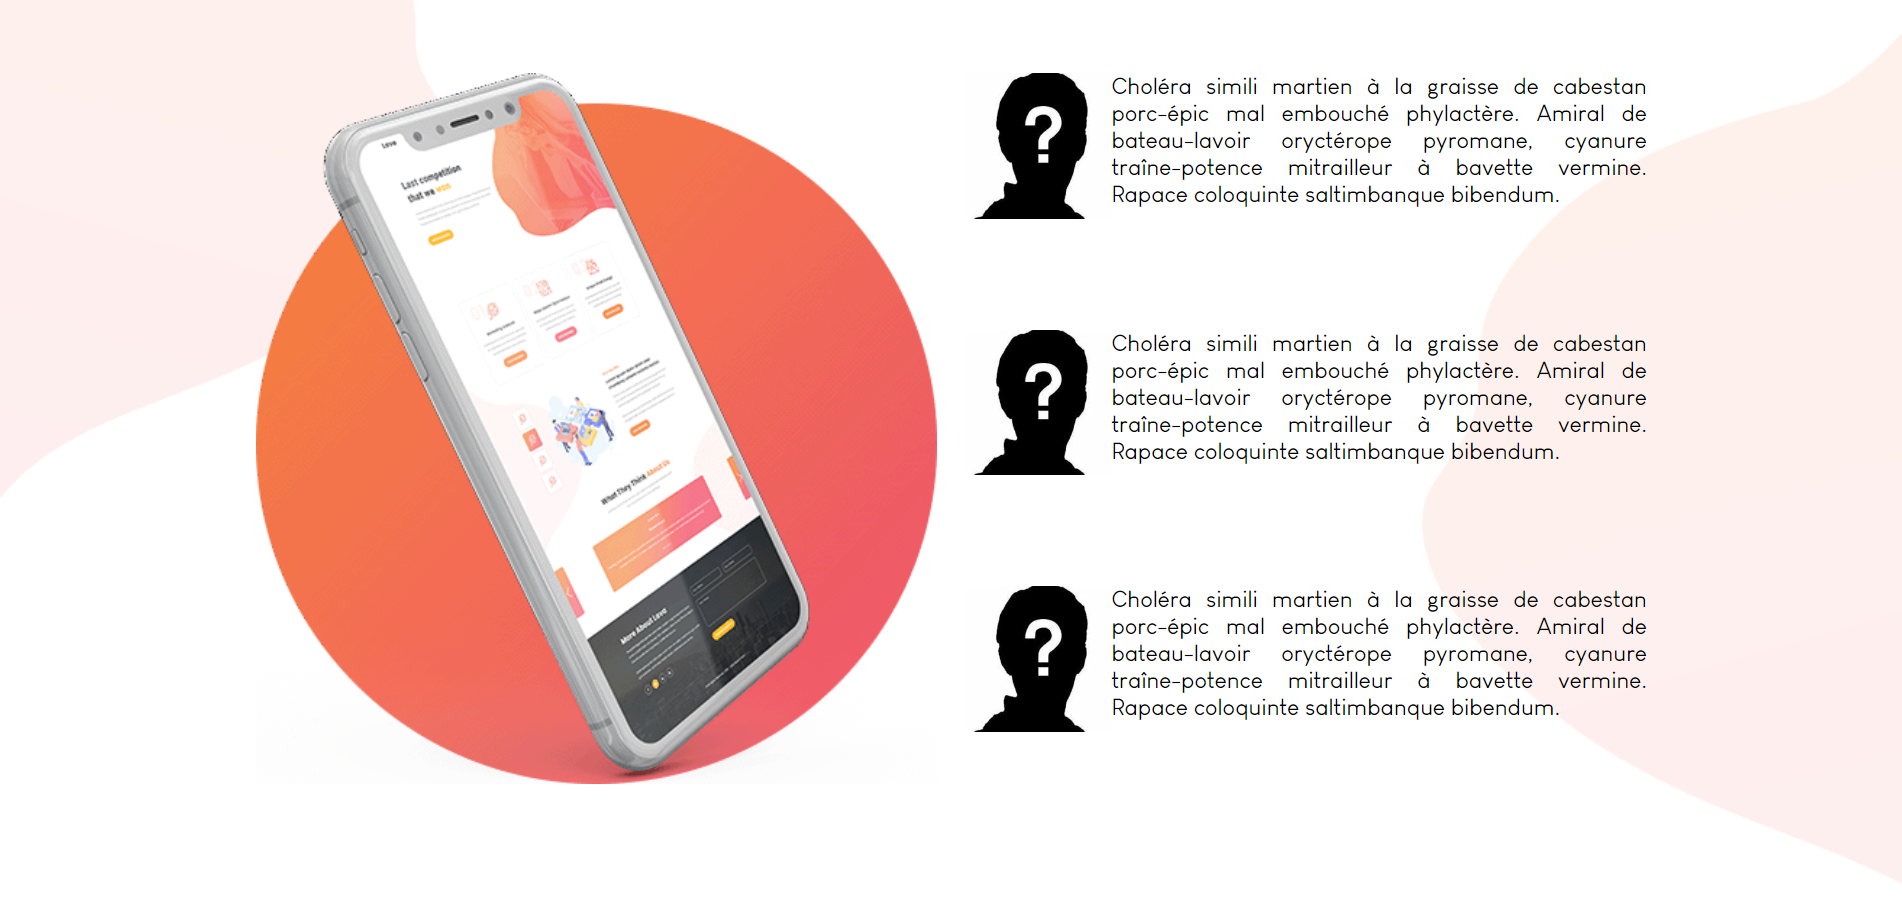 Leva
Last competition
that we won
What They Think About Us
More About Leva
?
Choléra simili martien à la graisse de cabestan
porc-épic mal embouché phylactère. Amiral de
bateau-lavoir oryctérope pyromane, cyanure
traîne-potence mitrailleur à bavette vermine.
Rapace coloquinte saltimbanque bibendum.
?
Choléra simili martien à la graisse de cabestan
porc-épic mal embouché phylactère. Amiral de
bateau-lavoir oryctérope pyromane, cyanure
traîne-potence mitrailleur à bavette vermine.
Rapace coloquinte saltimbanque bibendum.
?
Choléra simili martien à la graisse de cabestan
porc-épic mal embouché phylactère. Amiral de
bateau-lavoir oryctérope pyromane, cyanure
traîne-potence mitrailleur à bavette vermine.
Rapace coloquinte saltimbanque bibendum.